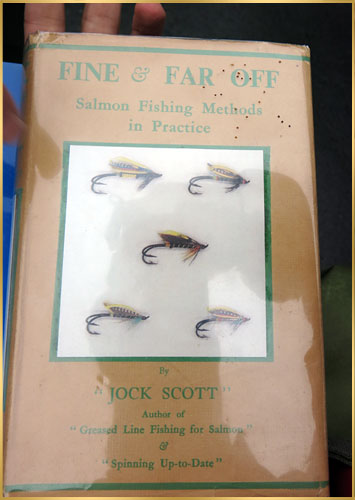 FINE & FAR OFF
Salmon Fishing Methods
in Practice
By
"JOCK SCOTT"
Author of
"Greased Line Fishing for Salmon"
&
"Spinning Up-to-Date"